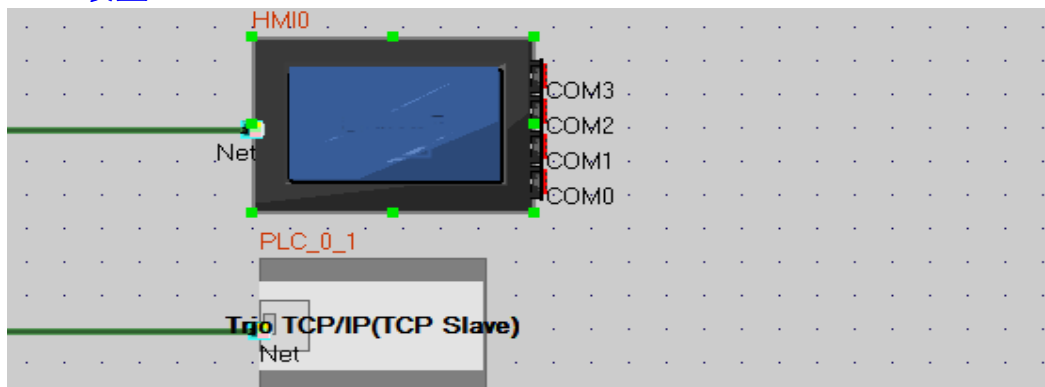 HMI0
COM3
COM2
Net
COM1
COM0
PLC_0_1
Trio TCP/IP(TCP Slave)
Net